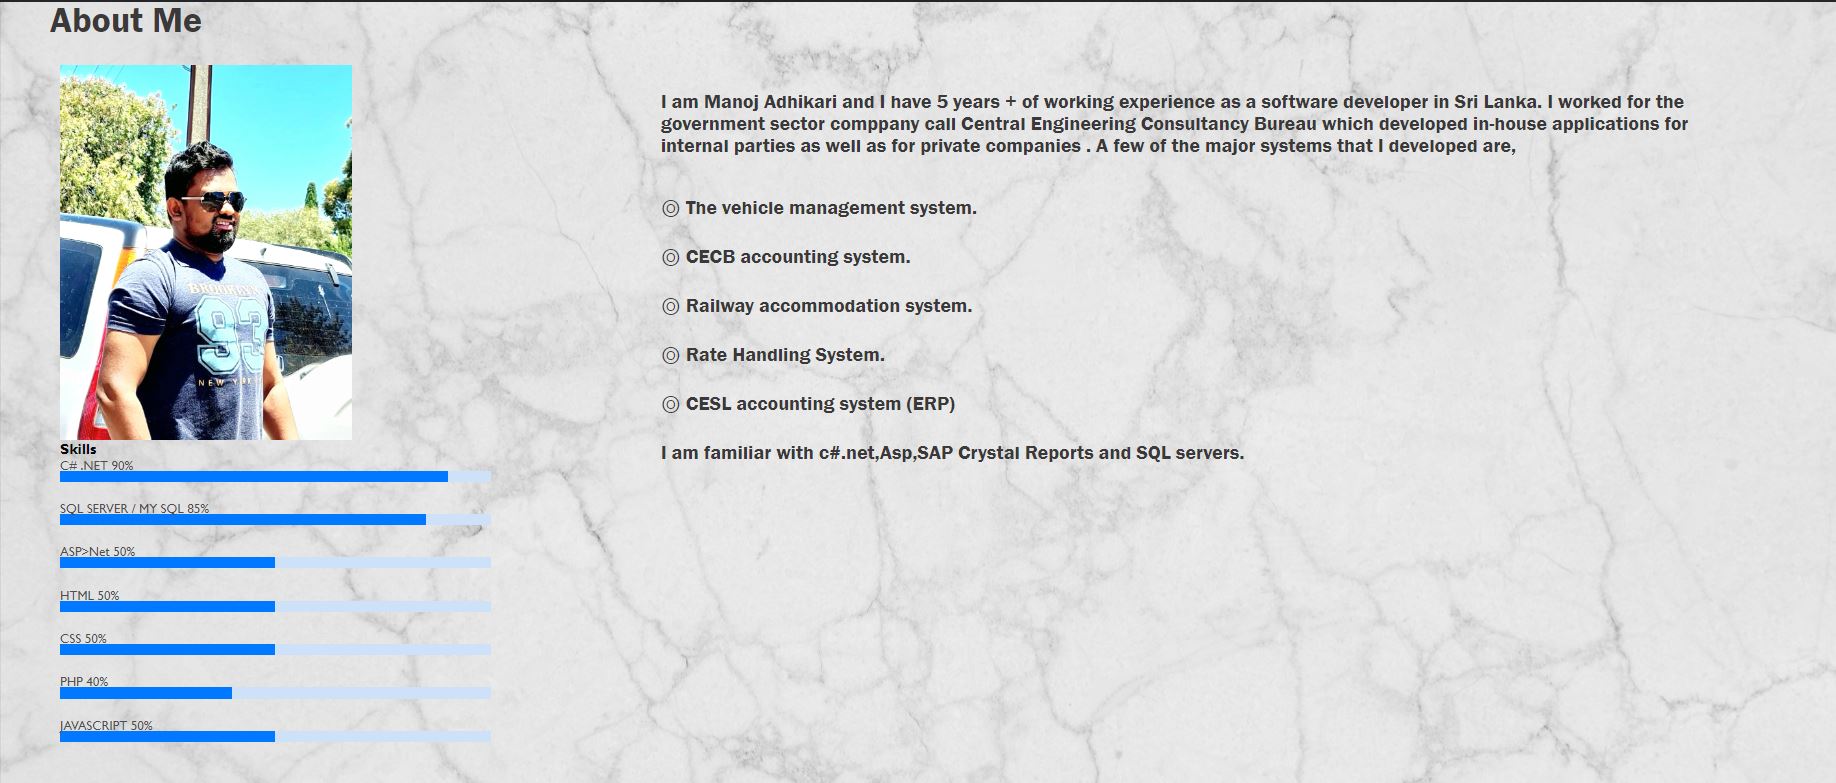 About Me
BROOKLYN
93
NEW YORK
Skills
C# .NET 90%
SQL SERVER / MY SQL 85%
ASP>Net 50%
HTML 50%
CSS 50%
PHP 40%
JAVASCRIPT 50%
I am Manoj Adhikari and I have 5 years + of working experience as a software developer in Sri Lanka. I worked for the
government sector comppany call Central Engineering Consultancy Bureau which developed in-house applications for
internal parties as well as for private companies . A few of the major systems that I developed are,
◎ The vehicle management system.
◎ CECB accounting system.
◎ Railway accommodation system.
◎ Rate Handling System.
◎ CESL accounting system (ERP)
I am familiar with c#.net,Asp,SAP Crystal Reports and SQL servers.